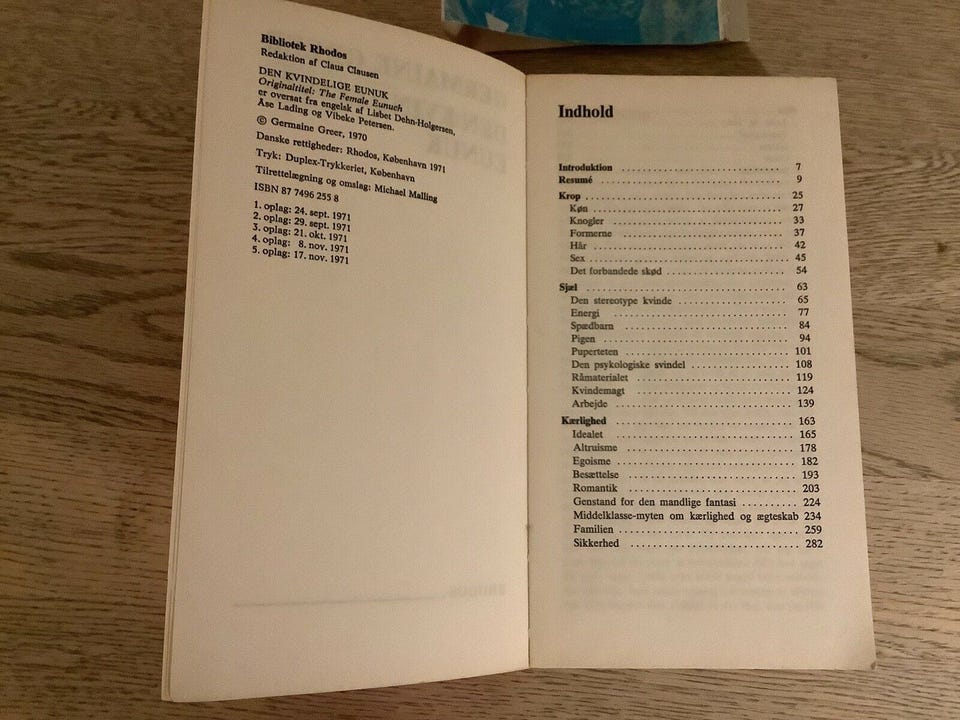 Bibliotek Rhodos
Redaktion af Claus Clausen
DEN KVINDELIGE EUNUK
Originaltitel: The Female Eunuch
er oversat fra engelsk af Lisbet Dehn-Holgersen,
Åse Lading og Vibeke Petersen.
© Germaine Greer, 1970
Danske rettigheder: Rhodos, København 1971
Tryk: Duplex-Trykkeriet, København
Tilrettelægning og omslag: Michael Malling
ISBN 87 7496 255 8
1. oplag: 24. sept. 1971
2. oplag: 29. sept. 1971
3. oplag: 21. okt. 1971
4. oplag: 8. nov. 1971
5. oplag: 17. nov. 1971
Indhold
Introduktion 7
Resumé 9
Krop 25
Køn 27
Knogler 33
Formerne 37
Hår 42
Sex 45
Det forbandede skød 54
Sjæl 63
Den stereotype kvinde 65
Energi 77
Spædbarn 84
Pigen 94
Puperteten 101
Den psykologiske svindel 108
Råmaterialet 119
Kvindemagt 124
Arbejde 139
Kærlighed 163
Idealet 165
Altruisme 178
Egoisme 182
Besættelse 193
Romantik 203
Genstand for den mandlige fantasi 224
Middelklasse-myten om kærlighed og ægteskab 234
Familien 259
Sikkerhed 282